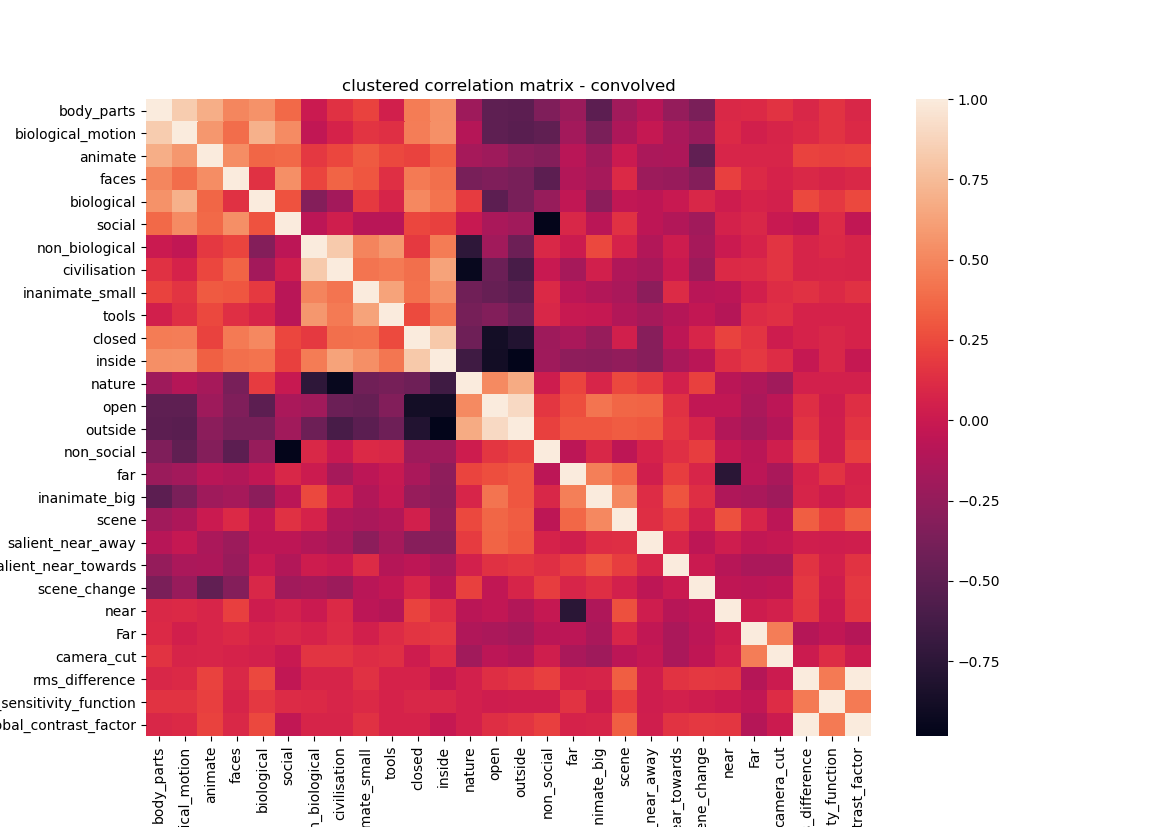 clustered correlation matrix - convolved
body_parts
biological_motion
animate
faces
biological
social
non_biological
civilisation
inanimate_small
tools
closed
inside
nature
open
outside
non_social
far
inanimate_big
scene
salient_near_away
alient_near_towards
scene_change
near
Far
camera_cut
rms_difference
_sensitivity_function
bal_contrast_factor
1.00
0.75
0.50
0.25
0.00
−0.25
−0.50
−0.75
body_parts
ical_motion
animate
faces
biological
social
n_biological
civilisation
mate_small
tools
closed
inside
nature
open
outside
non_social
far
nimate_big
scene
_near_away
ear_towards
ene_change
near
Far
camera_cut
_difference
ty_function
trast_factor